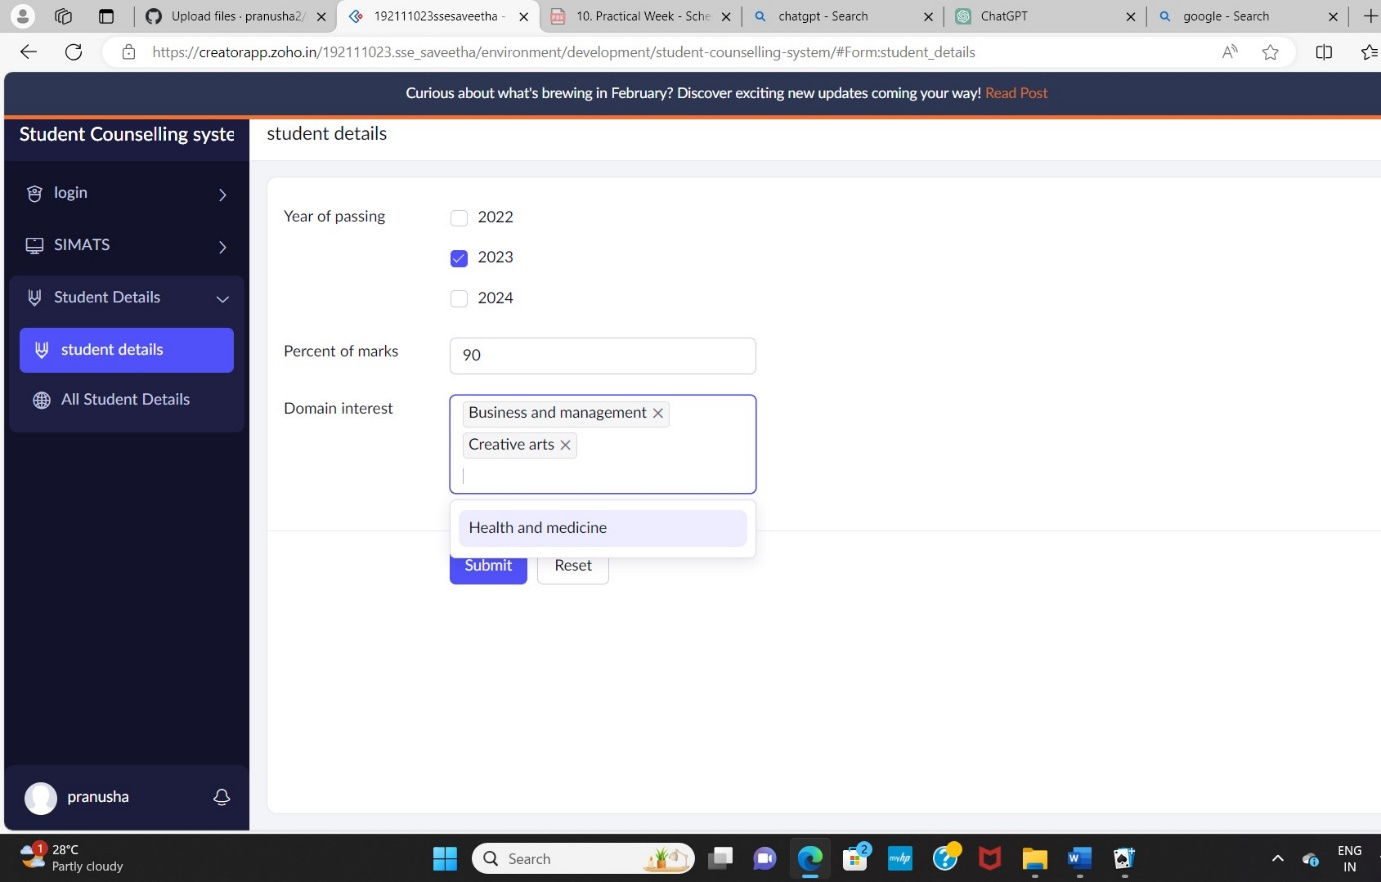 Upload files · pranusha2/
192111023ssesaveetha -
10. Practical Week - Sche
chatgpt - Search
ChatGPT
google - Search
https://creatorapp.zoho.in/192111023.sse_saveetha/environment/development/student-counselling-system/#Form:student_details
Curious about what's brewing in February? Discover exciting new updates coming your way! Read Post
Student Counselling syste
student details
login
SIMATS
Student Details
student details
All Student Details
Year of passing
2022
2023
2024
Percent of marks
90
Domain interest
Business and management
Creative arts
Health and medicine
Submit
Reset
pranusha
1
28°C
Partly cloudy
Search
2
myhp
W
ENG
IN